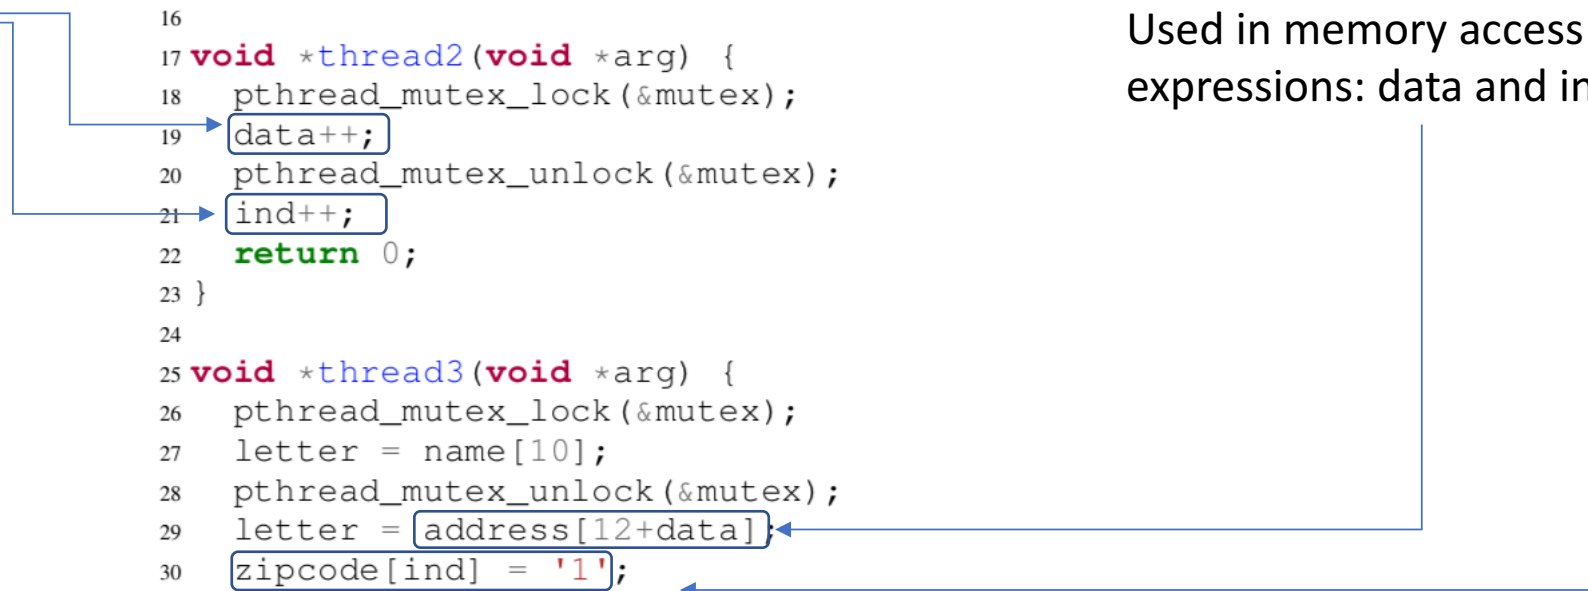 16
17 void *thread2(void *arg) {
18 pthread_mutex_lock(&mutex);
19 data++;
20 pthread_mutex_unlock(&mutex);
21 ind++;
22 return 0;
23 }
24
25 void *thread3(void *arg) {
26 pthread_mutex_lock(&mutex);
27 letter = name[10];
28 pthread_mutex_unlock(&mutex);
29 letter = address[12+data];
30 zipcode[ind] = '1';
Used in memory access
expressions: data and